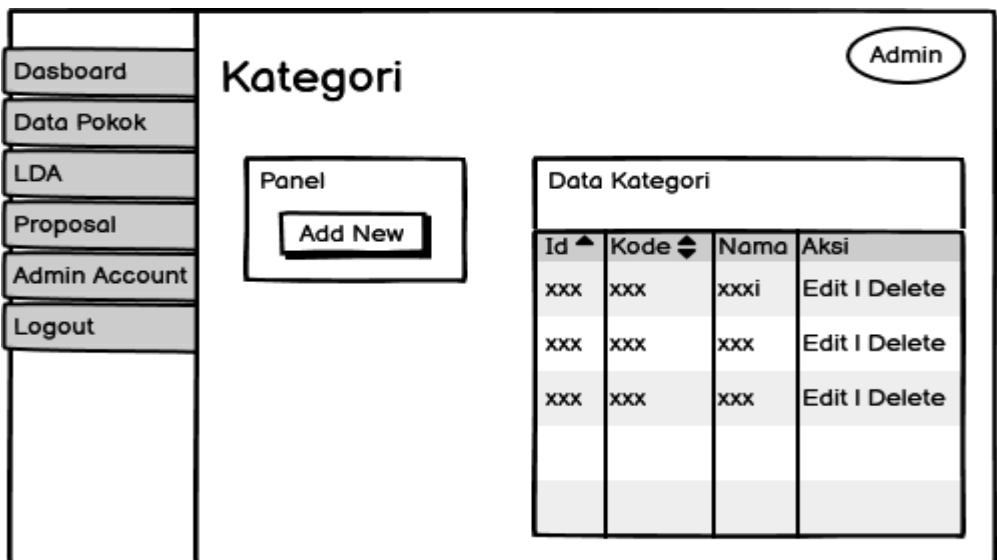 Dasboard
Data Pokok
LDA
Proposal
Admin Account
Logout
Kategori
Admin
Panel
Add New
Data Kategori
Id Kode Nama Aksi
xxx xxx xxxi Edit I Delete
xxx xxx xxx Edit I Delete
xxx xxx xxx Edit I Delete